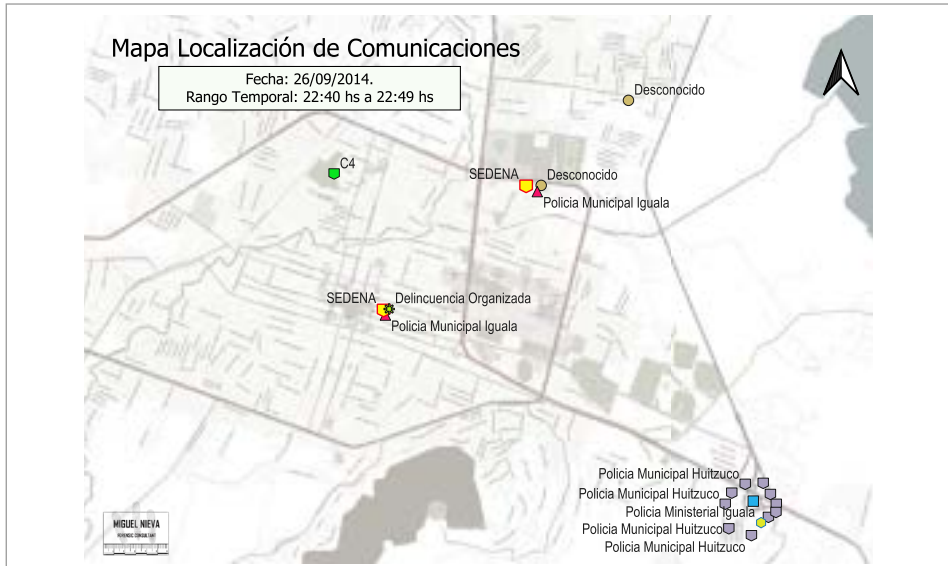 Mapa Localización de Comunicaciones
Fecha: 26/09/2014.
Rango Temporal: 22:40 hs a 22:49 hs
Desconocido
C4
SEDENA
Desconocido
Policia Municipal Iguala
SEDENA
Delincuencia Organizada
Policia Municipal Iguala
Policia Municipal Huitzuco
Policia Municipal Huitzuco
Policia Ministerial Iguala
Policia Municipal Huitzuco
Policia Municipal Huitzuco
MIGUEL NIEVA
FORENSIC CONSULTANT